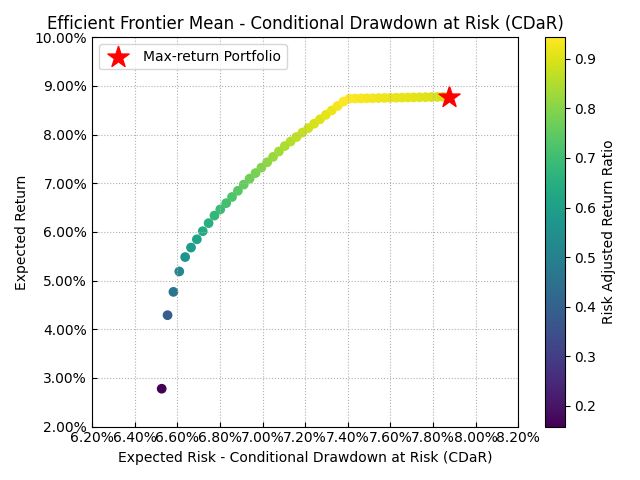 Efficient Frontier Mean - Conditional Drawdown at Risk (CDaR)
Max-return Portfolio
10.00%
9.00%
8.00%
7.00%
6.00%
5.00%
4.00%
3.00%
2.00%
Expected Return
6.20% 6.40% 6.60% 6.80% 7.00% 7.20% 7.40% 7.60% 7.80% 8.00% 8.20%
Expected Risk - Conditional Drawdown at Risk (CDaR)
0.9
0.8
0.7
0.6
0.5
0.4
0.3
0.2
Risk Adjusted Return Ratio